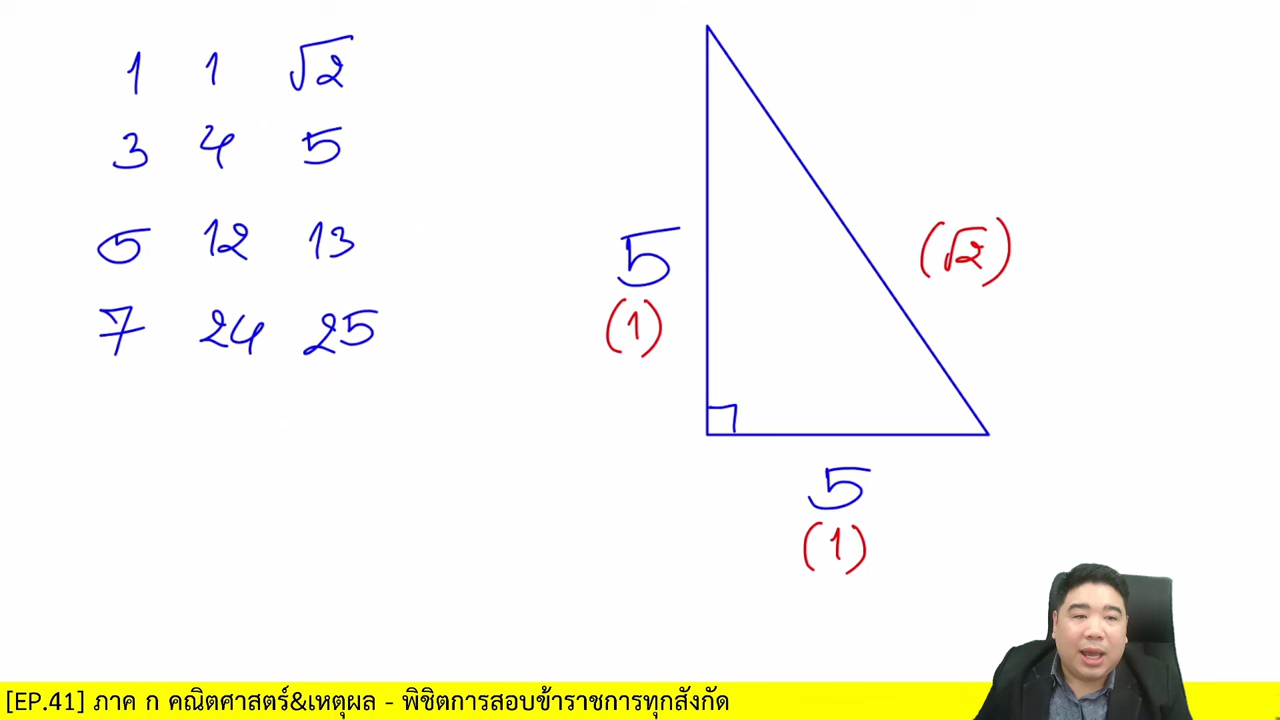 1 1 √2
3 4 5
5 12 13
7 24 25
5
(1)
(√2)
5
(1)
[EP.41] ภาค ก คณิตศาสตร์&เหตุผล - พิชิตการสอบข้าราชการทุกสังกัด